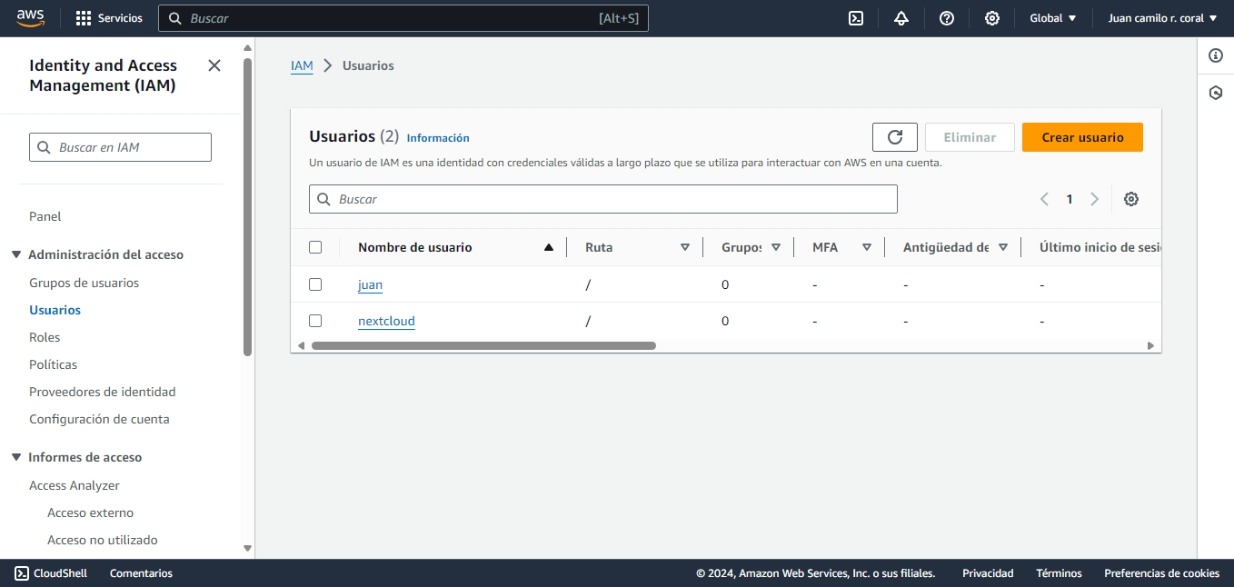 aws Servicios Buscar [Alt+S] Global ▼ Juan camilo r. coral ▼
Identity and Access
Management (IAM)
Buscar en IAM
Panel
Administración del acceso
Grupos de usuarios
Usuarios
Roles
Políticas
Proveedores de identidad
Configuración de cuenta
Informes de acceso
Access Analyzer
Acceso externo
Acceso no utilizado
IAM > Usuarios
Usuarios (2) Información
Eliminar
Crear usuario
Un usuario de IAM es una identidad con credenciales válidas a largo plazo que se utiliza para interactuar con AWS en una cuenta.
Buscar
1
Nombre de usuario Ruta Grupo: MFA Antigüedad de Último inicio de sesi
juan / 0 - - -
nextcloud / 0 - - -
CloudShell Comentarios © 2024, Amazon Web Services, Inc. o sus filiales. Privacidad Términos Preferencias de cookies